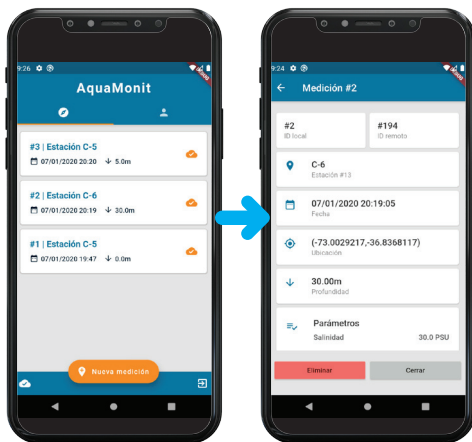 9:26
AquaMonit
#3 | Estación C-5
07/01/2020 20:20 5.0m
#2 | Estación C-6
07/01/2020 20:19 30.0m
#1 | Estación C-5
07/01/2020 19:47 0.0m
Nueva medición
9:24
Medición #2
#2
ID local
#194
ID remoto
C-6
Estación #13
07/01/2020 20:19:05
Fecha
(-73.0029217,-36.8368117)
Ubicación
30.00m
Profundidad
Parámetros
Salinidad 30.0 PSU
Eliminar
Cerrar